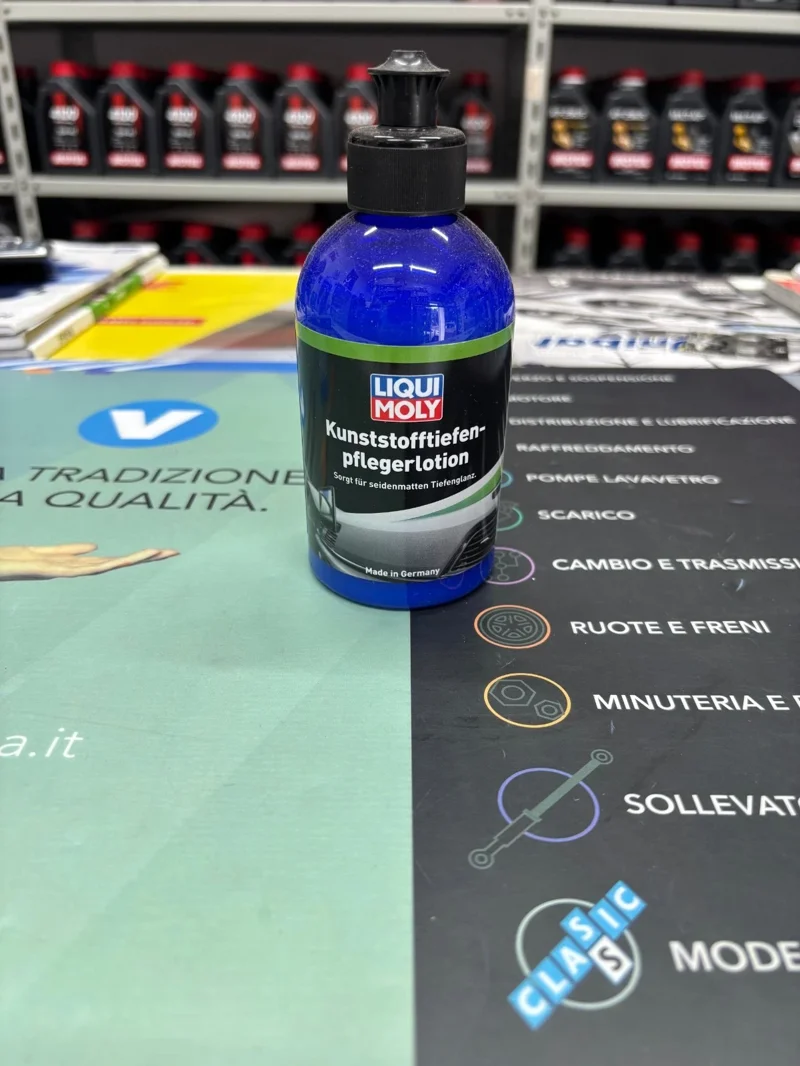 LIQUI
MOLY
Kunststofftiefen-
pflegerlotion
Sorgt für seidenmatten Tiefenglanz.
Made in Germany
V
A TRADIZIONE
A QUALITÀ.
a.it
E SOSPENSIONE
MOTORE
DISTRIBUZIONE E LUBRIFICAZIONE
RAFFREDDAMENTO
POMPE LAVAVETRO
SCARICO
CAMBIO E TRASMISSI
RUOTE E FRENI
MINUTERIA E
SOLLEVATO
CLASSIC
S
MODE